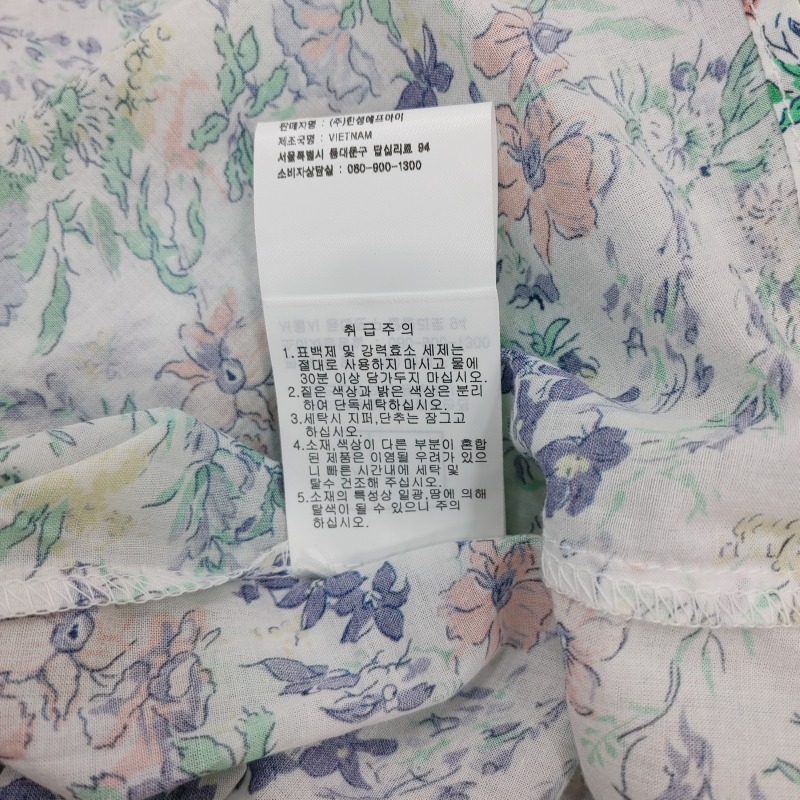 판매자명 : (주)한섬에프아이
제조국명 : VIETNAM
서울특별시 동대문구 답십리로 94
소비자상담실 : 080-900-1300
취급주의
1.표백제 및 강력효소 세제는
절대로 사용하지 마시고 물에
30분 이상 담가두지 마십시오.
2.짙은 색상과 밝은 색상은 분리
하여 단독세탁하십시오.
3.세탁시 지퍼,단추는 장그고
하십시오.
4.소재,색상이 다른 부분이 혼합
된 제품은 이염될 우려가 있으
니 빠른 시간내에 세탁 및
탈수 건조해 주십시오.
5.소재의 특성상 일광,땀에 의해
탈색이 될 수 있으니 주의
하십시오.